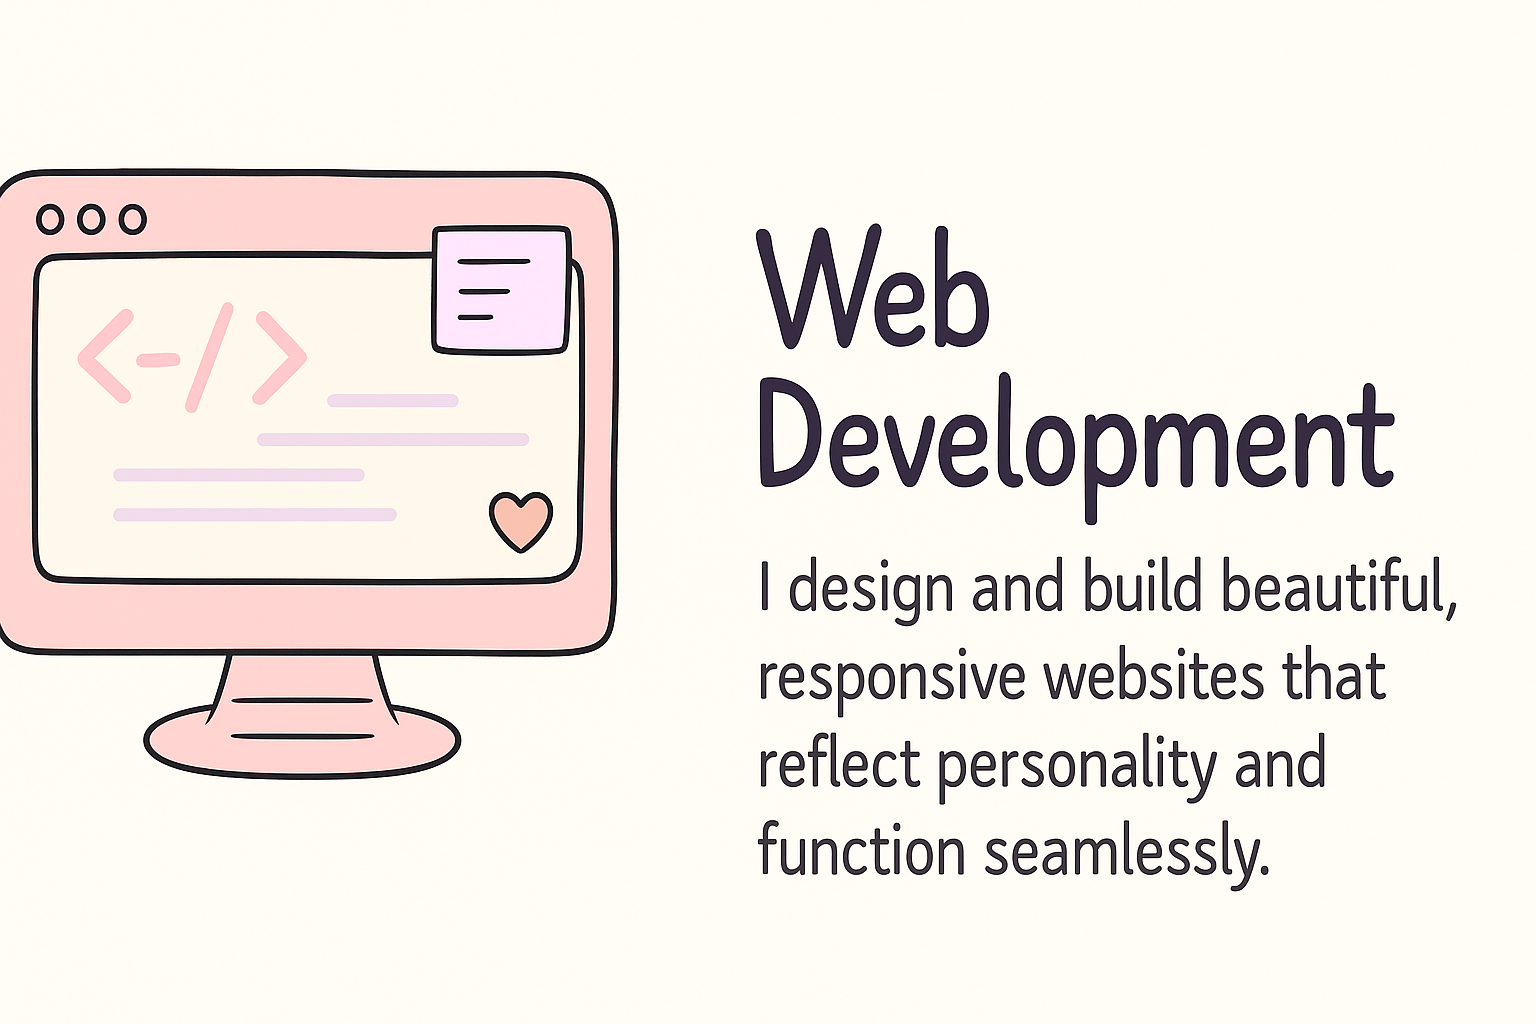 <-/>
Web
Development
I design and build beautiful,
responsive websites that
reflect personality and
function seamlessly.